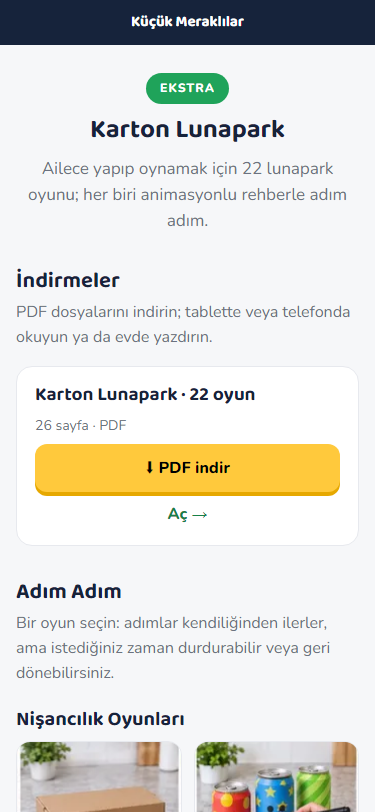 Küçük Meraklılar
EKSTRA
Karton Lunapark
Ailece yapıp oynamak için 22 lunapark
oyunu; her biri animasyonlu rehberle adım
adım.
İndirmeler
PDF dosyalarını indirin; tablette veya telefonda
okuyun ya da evde yazdırın.
Karton Lunapark · 22 oyun
26 sayfa · PDF
⬇ PDF indir
Aç →
Adım Adım
Bir oyun seçin: adımlar kendiliğinden ilerler,
ama istediğiniz zaman durdurabilir veya geri
dönebilirsiniz.
Nişancılık Oyunları